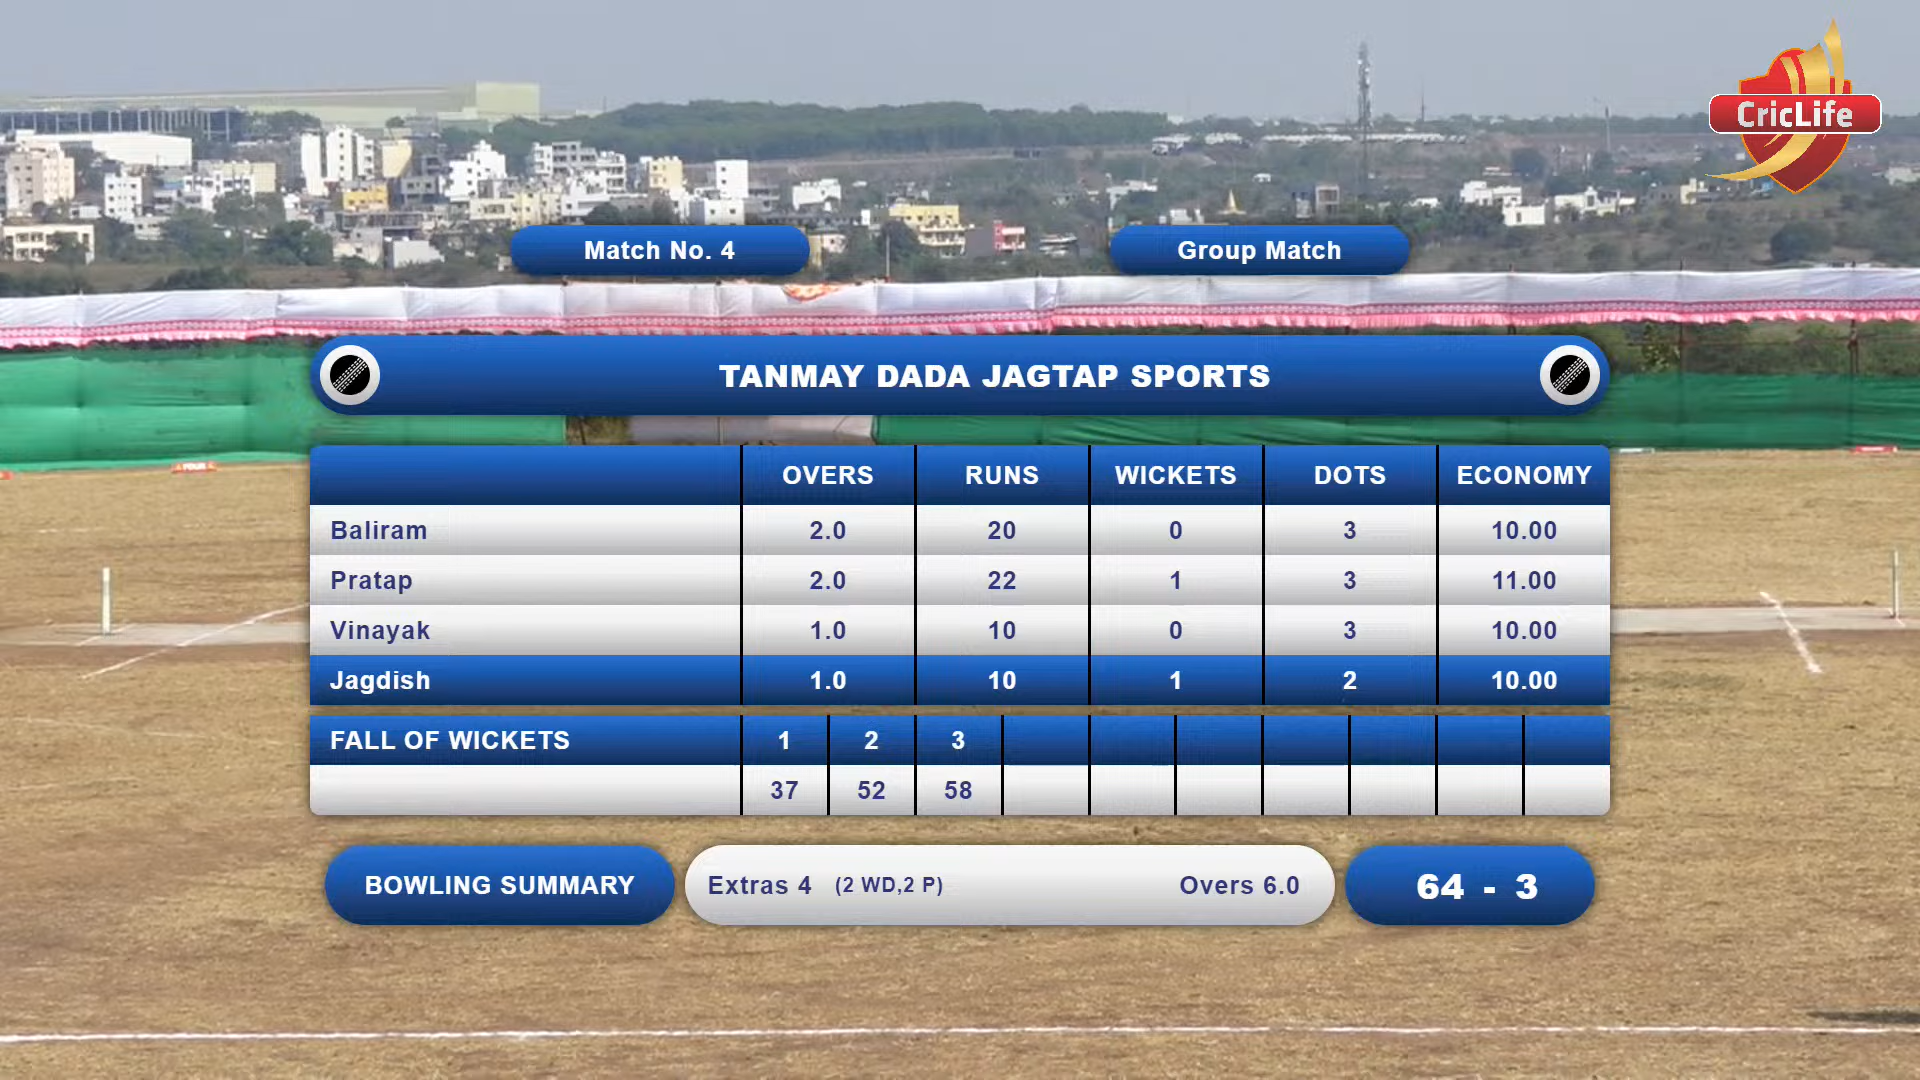 CricLife
Match No. 4 Group Match
TANMAY DADA JAGTAP SPORTS
OVERS RUNS WICKETS DOTS ECONOMY
Baliram 2.0 20 0 3 10.00
Pratap 2.0 22 1 3 11.00
Vinayak 1.0 10 0 3 10.00
Jagdish 1.0 10 1 2 10.00
FALL OF WICKETS 1 2 3
37 52 58
BOWLING SUMMARY Extras 4 (2 WD,2 P) Overs 6.0 64 - 3